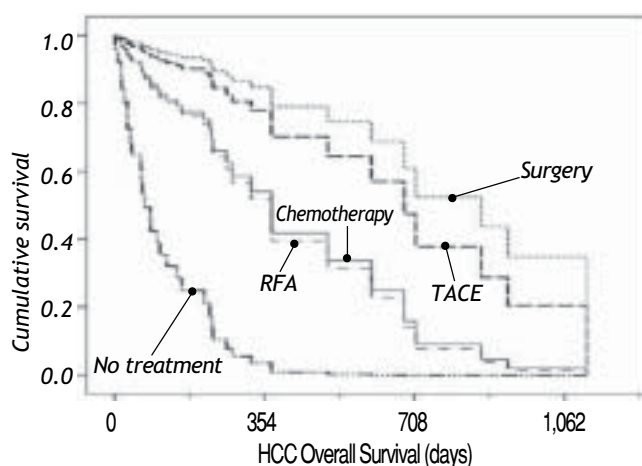 Cumulative survival
1.0
0.8
0.6
0.4
0.2
0.0
Surgery
Chemotherapy
RFA
TACE
No treatment
0
354
708
1,062
HCC Overall Survival (days)